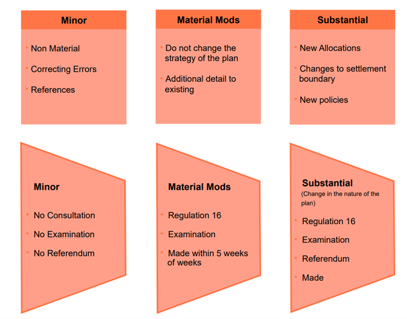 Minor
Non Material
Correcting Errors
References
Material Mods
Do not change the
strategy of the plan
Additional detail to
existing
Substantial
New Allocations
Changes to settlement
boundary
New policies
Minor
No Consultation
No Examination
No Referendum
Material Mods
Regulation 16
Examination
Made within 5 weeks
of weeks
Substantial
(Change in the nature of the
plan)
Regulation 16
Examination
Referendum
Made